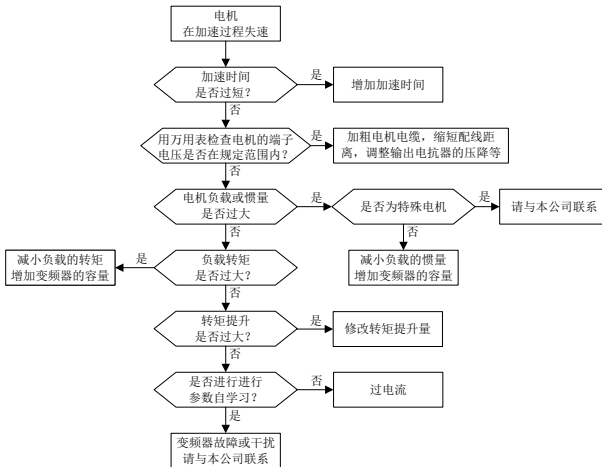 电机
在加速过程失速
加速时间
是否过短？
是
增加加速时间
否
用万用表检查电机的端子
电压是否在规定范围内？
是
加粗电机电缆，缩短配线距
离，调整输出电抗器的压降等
否
电机负载或惯量
是否过大
是
是否为特殊电机
是
请与本公司联系
否
否
减小负载的惯量
增加变频器的容量
负载转矩
是否过大？
是
减小负载的转矩
增加变频器的容量
否
转矩提升
是否过大？
是
修改转矩提升量
否
是否进行进行
参数自学习？
否
过电流
是
变频器故障或干扰
请与本公司联系